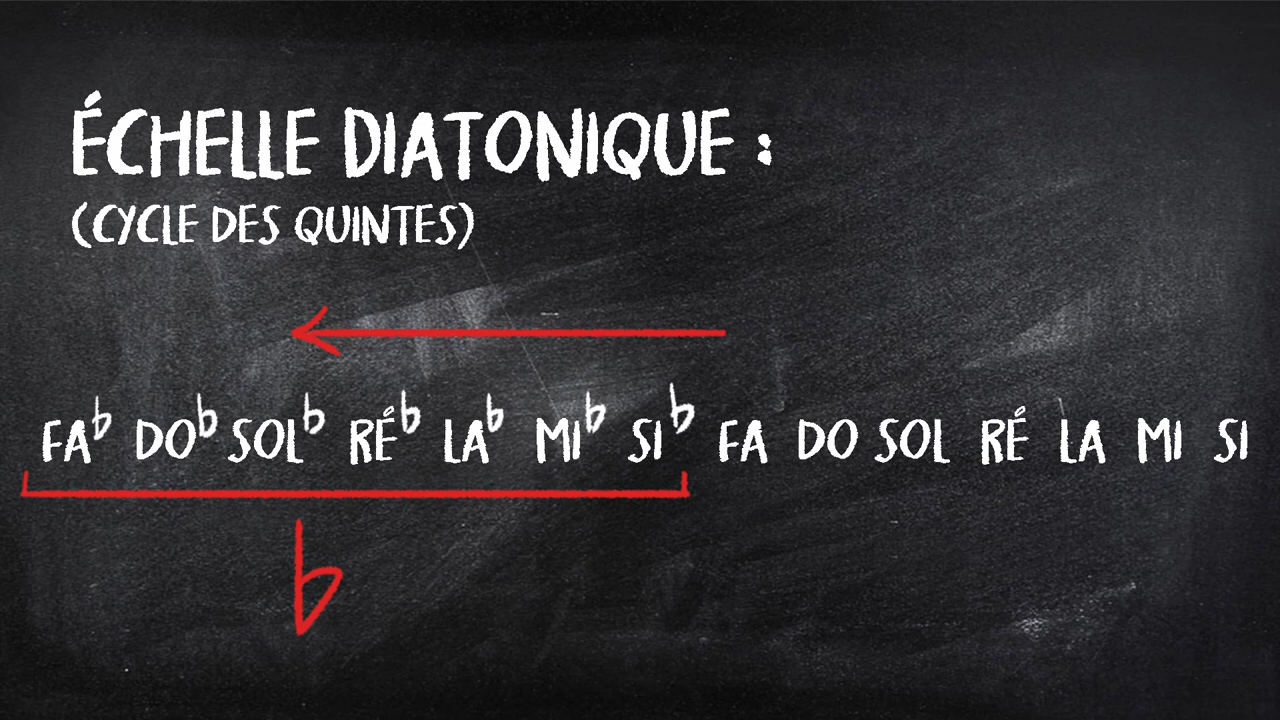 ÉCHELLE DIATONIQUE :
(CYCLE DES QUINTES)
FA♭ DO♭ SOL♭ RÉ♭ LA♭ MI♭ SI♭ FA DO SOL RÉ LA MI SI
♭